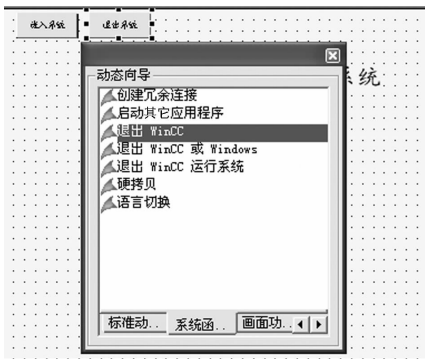 进入系统 退出系统
系统
动态向导
创建冗余连接
启动其它应用程序
退出 WinCC
退出 WinCC 或 Windows
退出 WinCC 运行系统
硬拷贝
语言切换
标准动.. 系统函.. 画面功..